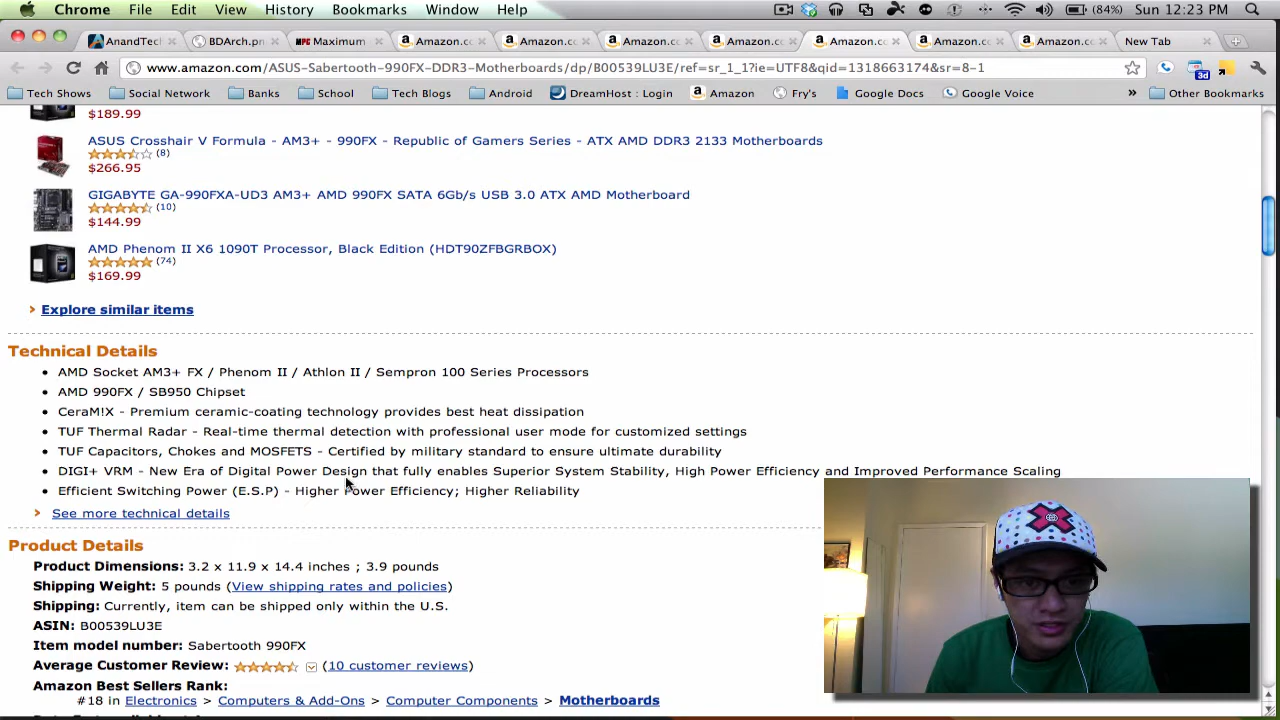 Chrome File Edit View History Bookmarks Window Help (84%) Sun 12:23 PM
AnandTech BDArch.pn MPC Maximum Amazon.co Amazon.co Amazon.co Amazon.co Amazon.co Amazon.co Amazon.co New Tab
www.amazon.com/ASUS-Sabertooth-990FX-DDR3-Motherboards/dp/B00539LU3E/ref=sr_1_1?ie=UTF8&qid=1318663174&sr=8-1
3d
Tech Shows Social Network Banks School Tech Blogs Android DreamHost : Login Amazon Fry's Google Docs Google Voice » Other Bookmarks
$189.99
ASUS Crosshair V Formula - AM3+ - 990FX - Republic of Gamers Series - ATX AMD DDR3 2133 Motherboards
(8)
$266.95
GIGABYTE GA-990FXA-UD3 AM3+ AMD 990FX SATA 6Gb/s USB 3.0 ATX AMD Motherboard
(10)
$144.99
AMD Phenom II X6 1090T Processor, Black Edition (HDT90ZFBGRBOX)
(74)
$169.99
› Explore similar items
Technical Details
• AMD Socket AM3+ FX / Phenom II / Athlon II / Sempron 100 Series Processors
• AMD 990FX / SB950 Chipset
• CeraM!X - Premium ceramic-coating technology provides best heat dissipation
• TUF Thermal Radar - Real-time thermal detection with professional user mode for customized settings
• TUF Capacitors, Chokes and MOSFETS - Certified by military standard to ensure ultimate durability
• DIGI+ VRM - New Era of Digital Power Design that fully enables Superior System Stability, High Power Efficiency and Improved Performance Scaling
• Efficient Switching Power (E.S.P) - Higher Power Efficiency; Higher Reliability
› See more technical details
Product Details
Product Dimensions: 3.2 x 11.9 x 14.4 inches ; 3.9 pounds
Shipping Weight: 5 pounds (View shipping rates and policies)
Shipping: Currently, item can be shipped only within the U.S.
ASIN: B00539LU3E
Item model number: Sabertooth 990FX
Average Customer Review: (10 customer reviews)
Amazon Best Sellers Rank:
#18 in Electronics > Computers & Add-Ons > Computer Components > Motherboards